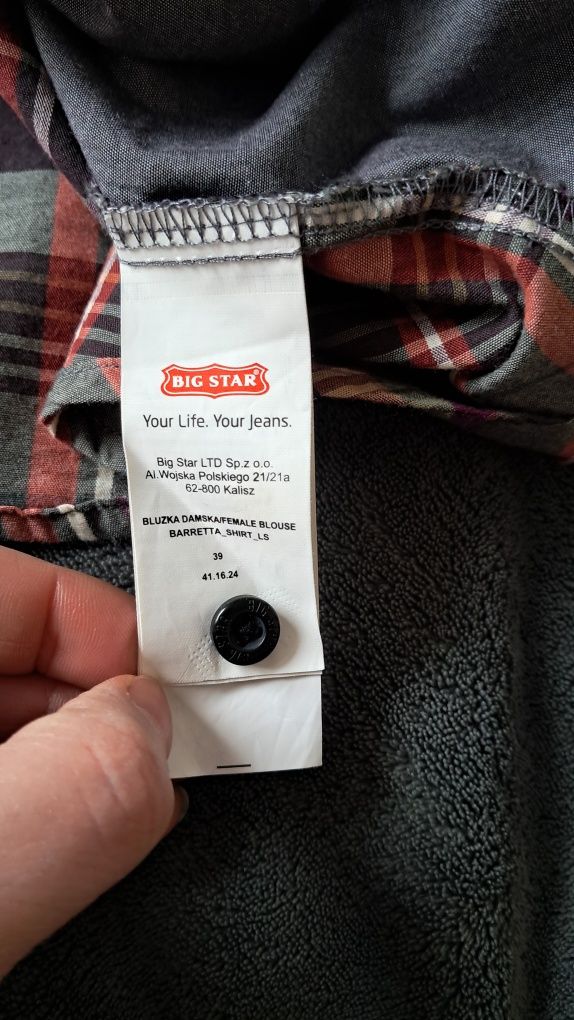 BIG STAR®
Your Life. Your Jeans.
Big Star LTD Sp.z o.o.
Al.Wojska Polskiego 21/21a
62-800 Kalisz
BLUZKA DAMSKA/FEMALE BLOUSE
BARRETTA_SHIRT_LS
39
41.16.24